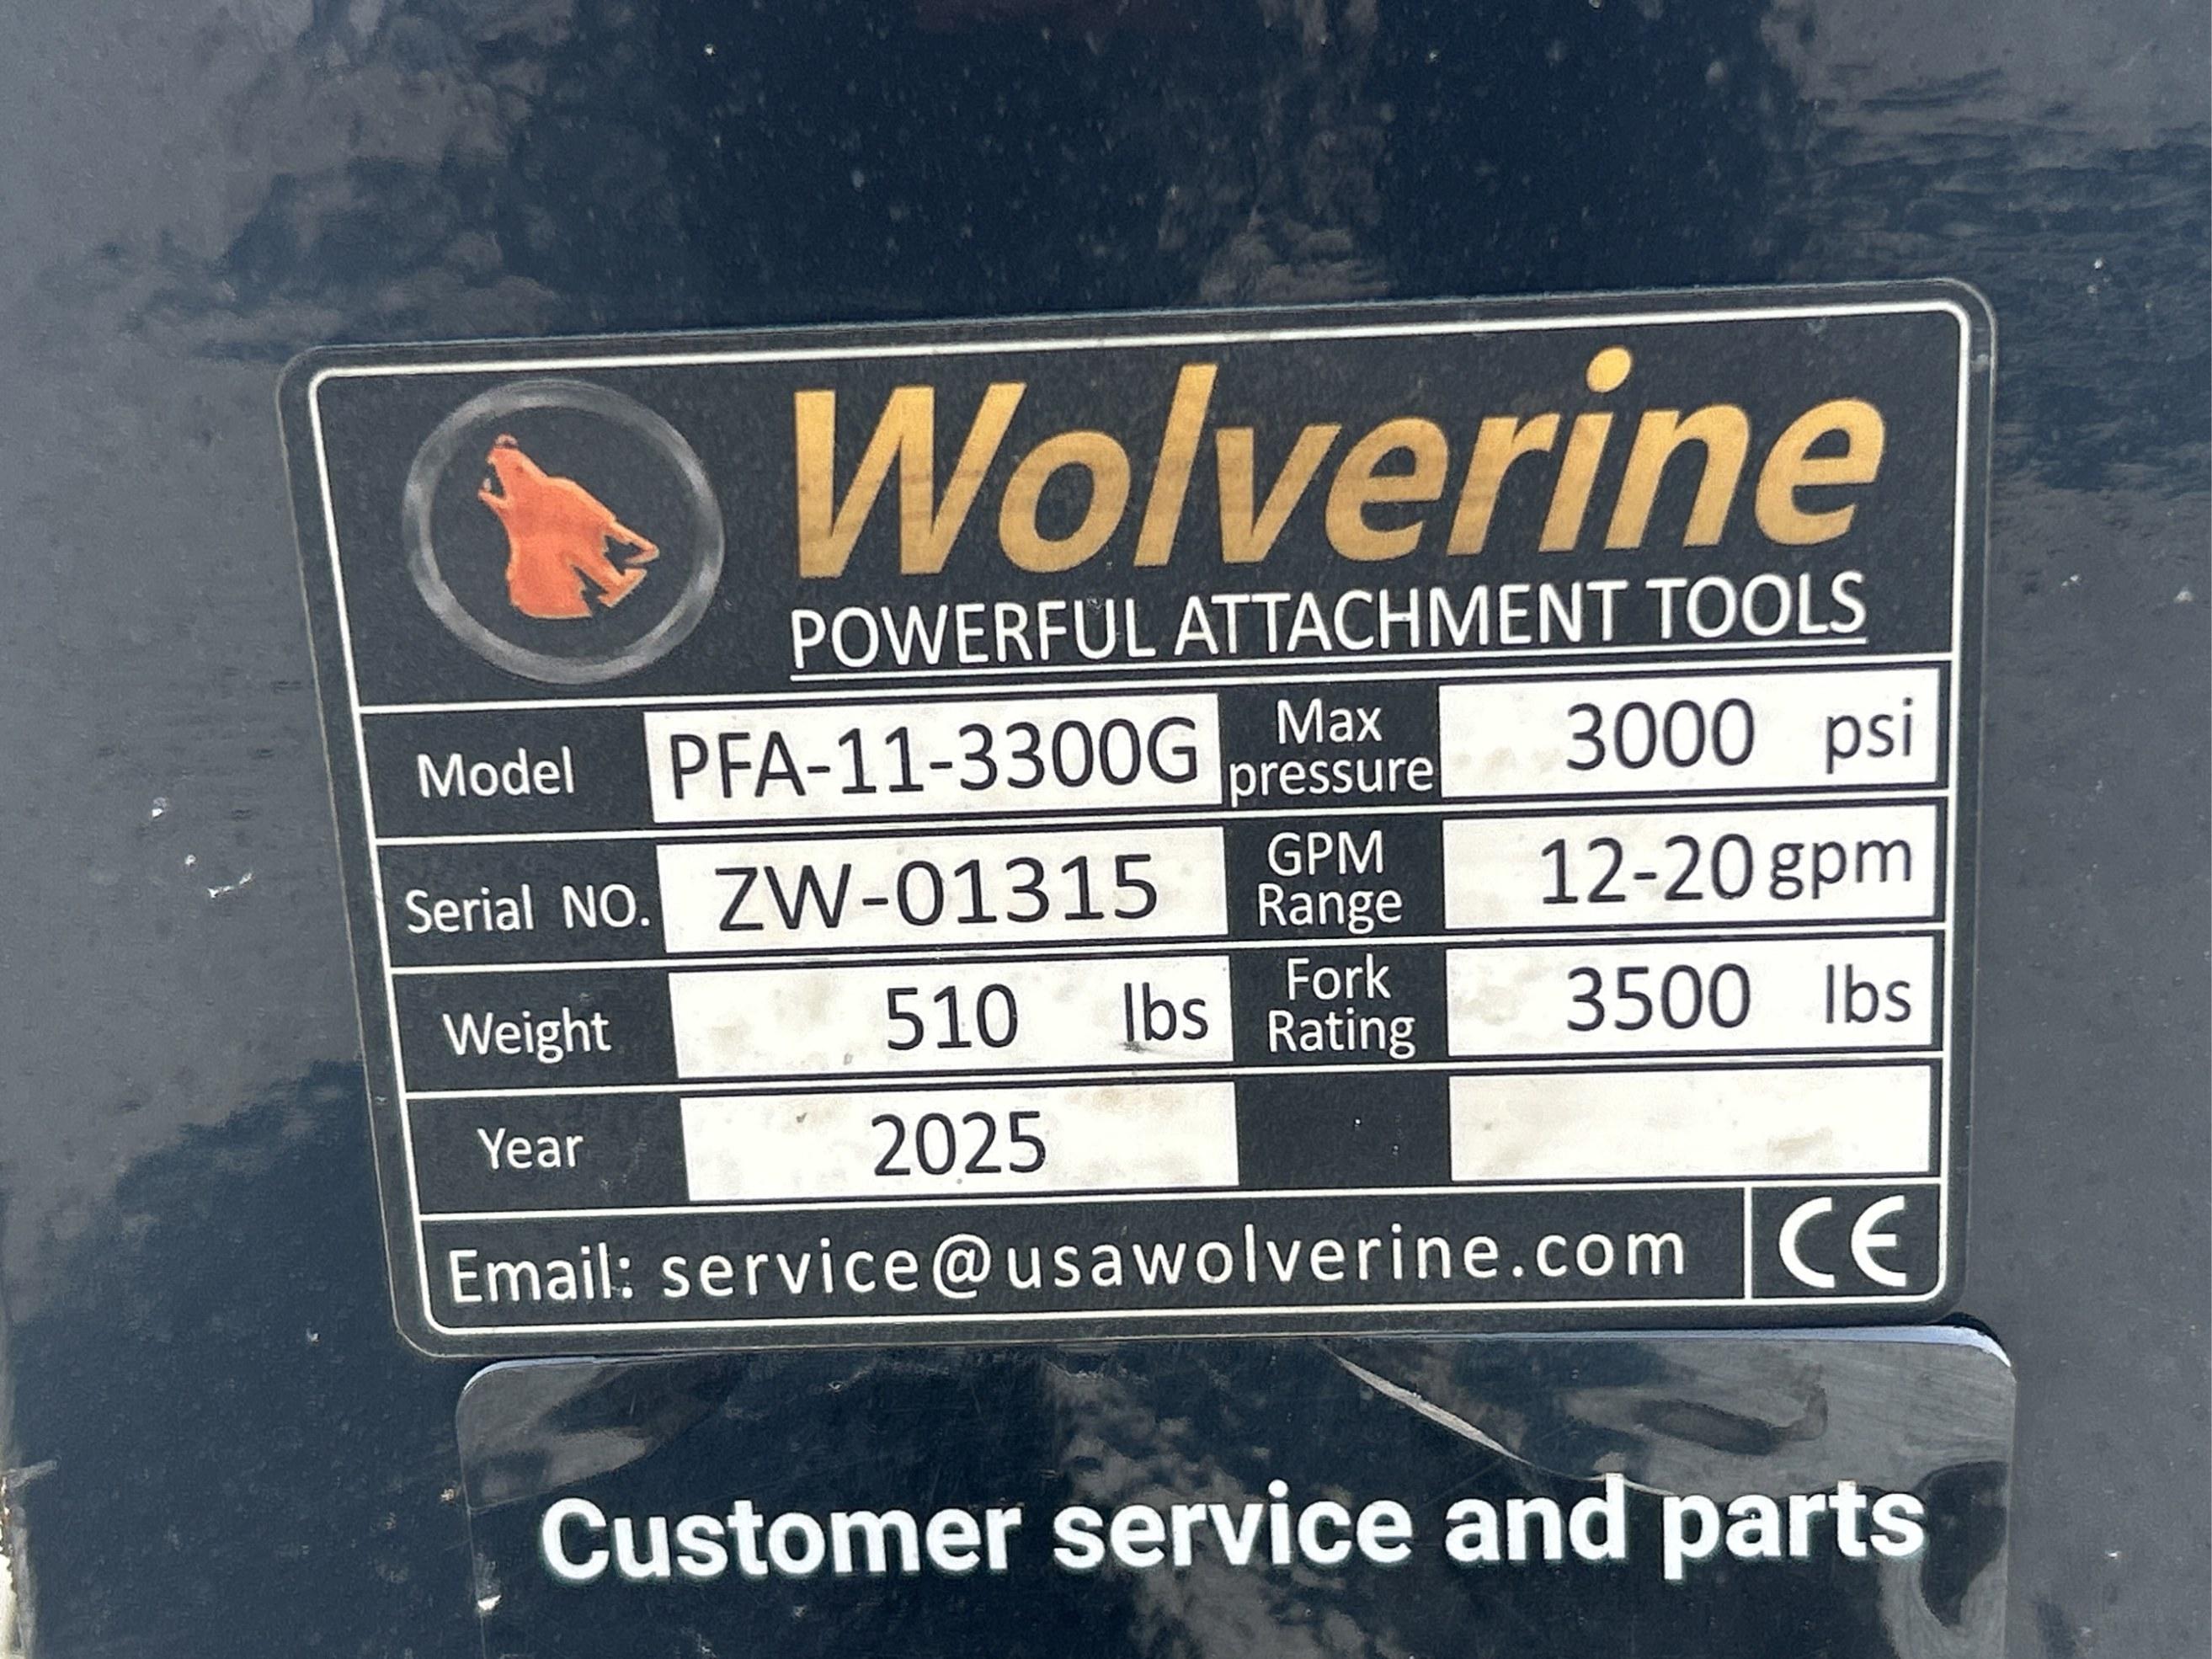 Wolverine
POWERFUL ATTACHMENT TOOLS
Model PFA-11-3300G Max pressure 3000 psi
Serial NO. ZW-01315 GPM Range 12-20 gpm
Weight 510 lbs Fork Rating 3500 lbs
Year 2025
Email: service@usawolverine.com CE
Customer service and parts